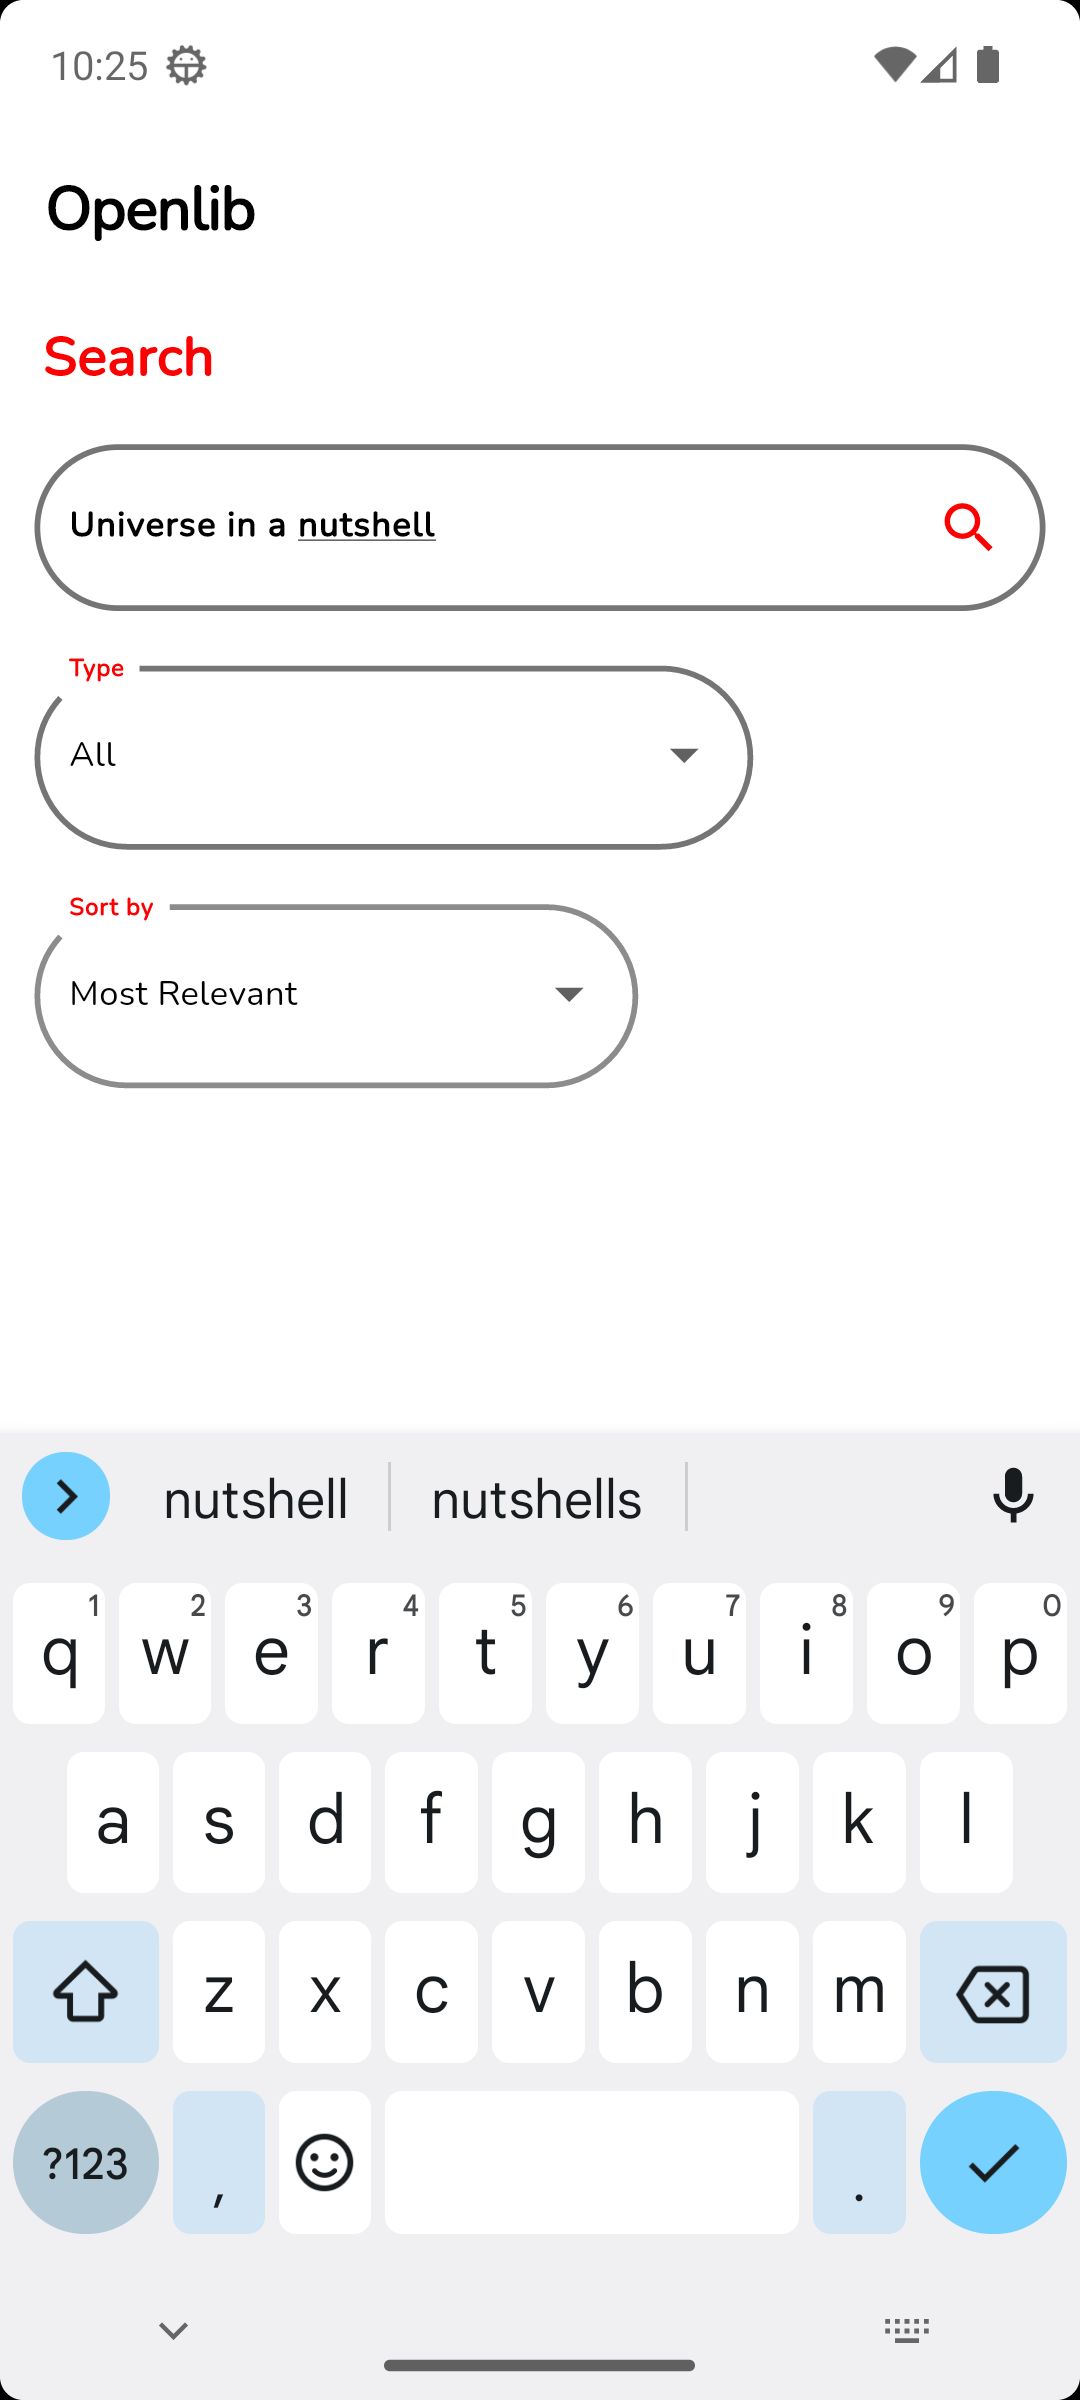 10:25
Openlib
Search
Universe in a nutshell
Type
All
Sort by
Most Relevant
nutshell nutshells
1 2 3 4 5 6 7 8 9 0
q w e r t y u i o p
a s d f g h j k l
z x c v b n m
?123 , .